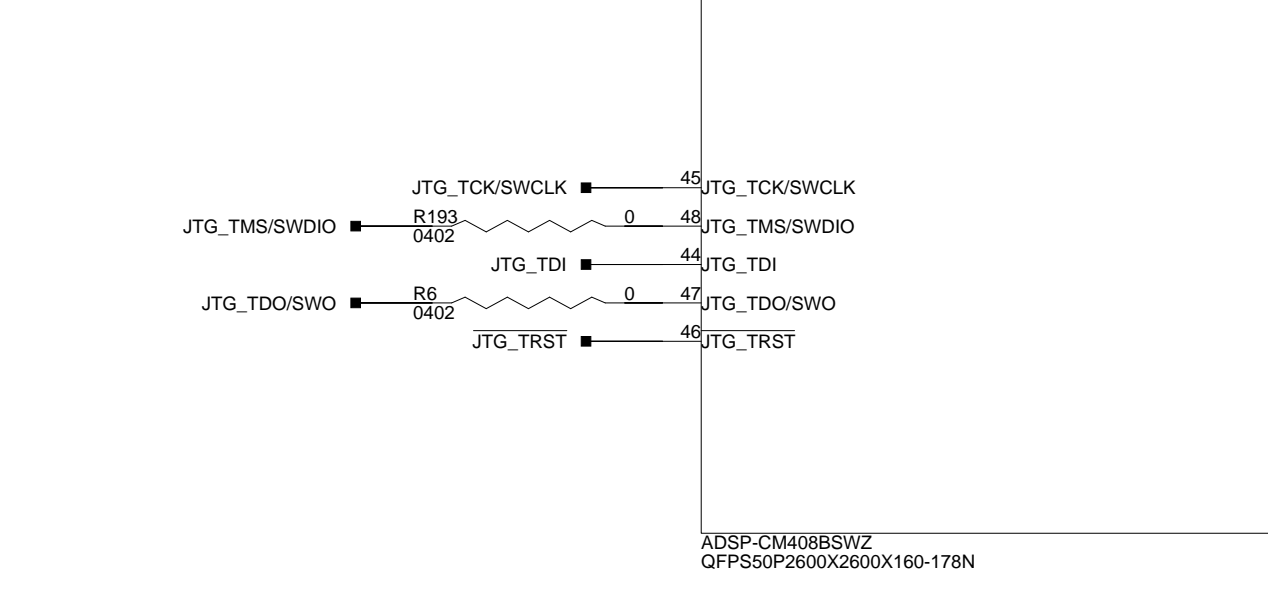 JTG_TCK/SWCLK 45 JTG_TCK/SWCLK
JTG_TMS/SWDIO R193 0 48 JTG_TMS/SWDIO
0402
JTG_TDI 44 JTG_TDI
JTG_TDO/SWO R6 0 47 JTG_TDO/SWO
0402
JTG_TRST 46 JTG_TRST
ADSP-CM408BSWZ
QFPS50P2600X2600X160-178N